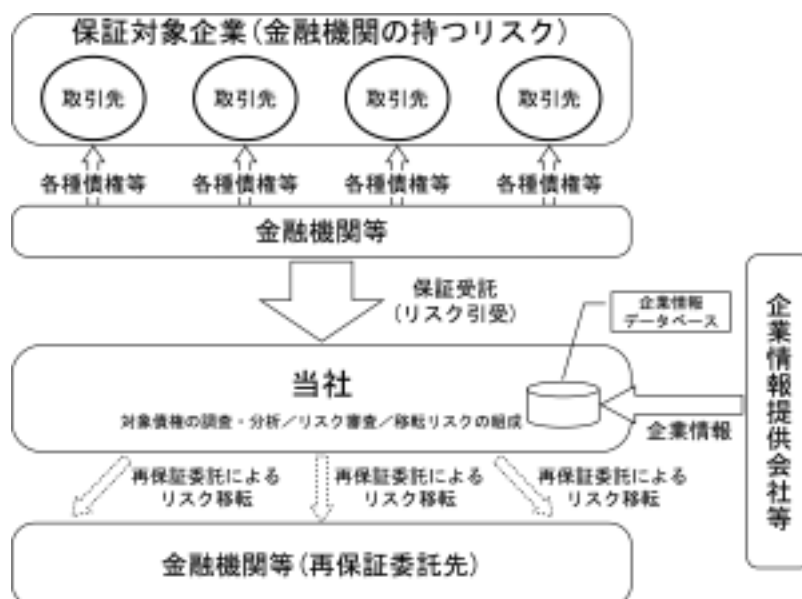 保証対象企業(金融機関の持つリスク)
取引先
取引先
取引先
取引先
各種債権等
各種債権等
各種債権等
各種債権等
金融機関等
保証受託
(リスク引受)
企業情報
データベース
企業情報提供会社等
当社
対象債権の調査・分析／リスク審査／移転リスクの組成
企業情報
再保証委託による
リスク移転
再保証委託による
リスク移転
再保証委託による
リスク移転
金融機関等(再保証委託先)